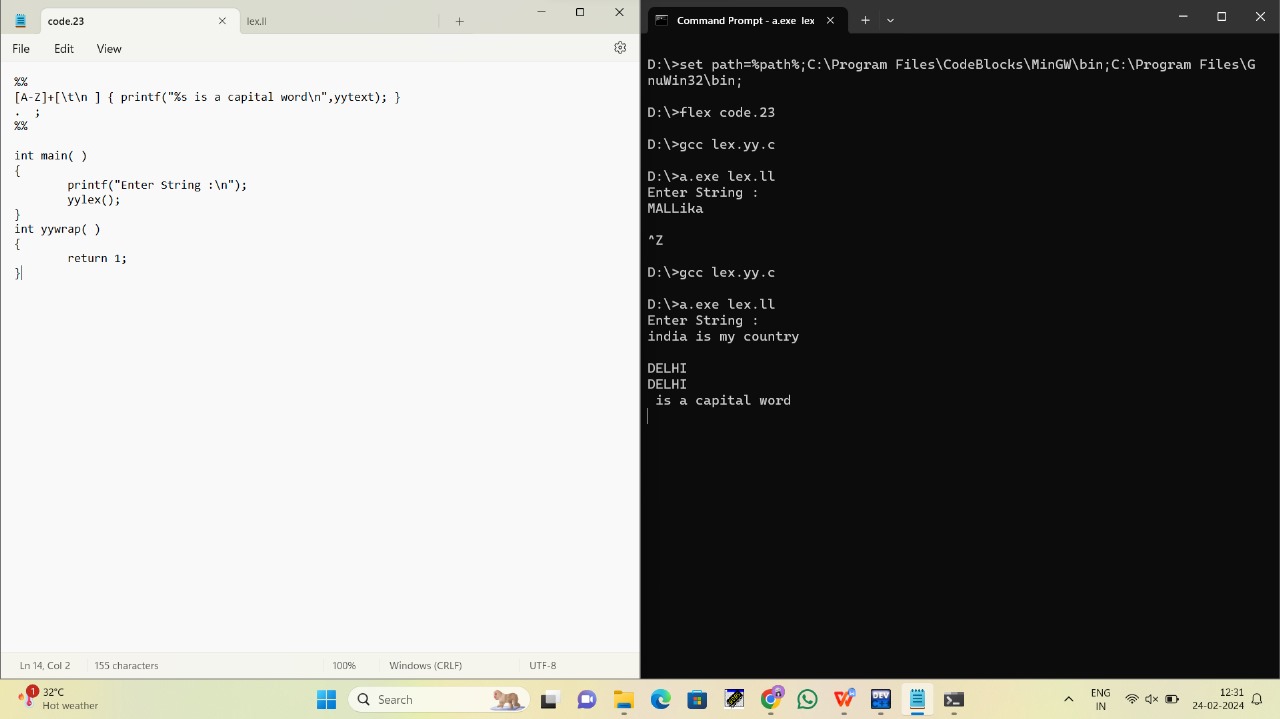 code.23
lex.ll
File Edit View
%%
[A-Z]+[\t\n ] { printf("%s is a capital word\n",yytext); }
.  ;
%%
int main( )
{
printf("Enter String :\n");
yylex();
}
int yywrap( )
{
return 1;
}
Ln 14, Col 2 155 characters 100% Windows (CRLF) UTF-8
Command Prompt - a.exe lex
D:\>set path=%path%;C:\Program Files\CodeBlocks\MinGW\bin;C:\Program Files\G
nuWin32\bin;
D:\>flex code.23
D:\>gcc lex.yy.c
D:\>a.exe lex.ll
Enter String :
MALLika
^Z
D:\>gcc lex.yy.c
D:\>a.exe lex.ll
Enter String :
india is my country
DELHI
DELHI
is a capital word
1
32°C
Hot weather
Search
DEV
ENG
IN
12:31
24-02-2024